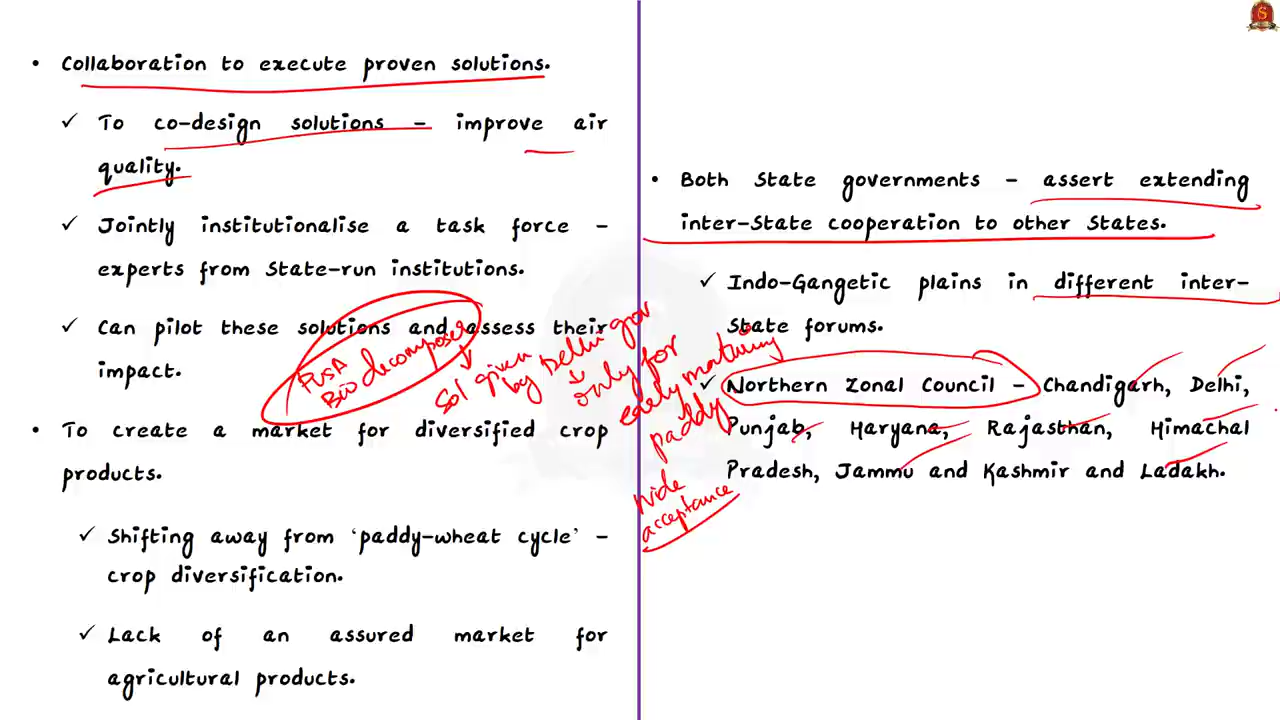 • Collaboration to execute proven solutions.
✓ To co-design solutions – improve air
quality.
✓ Jointly institutionalise a task force –
experts from State-run institutions.
✓ Can pilot these solutions and assess their
impact.
• To create a market for diversified crop
products.
✓ Shifting away from 'paddy-wheat cycle' –
crop diversification.
✓ Lack of an assured market for
agricultural products.
PUSA
Bio decomposer
↓
Sol given
by Delhi gov
↓
only for
early maturing
paddy
wide
acceptance
• Both State governments – assert extending
inter-State cooperation to other States.
✓ Indo-Gangetic plains in different inter-
State forums.
✓ Northern Zonal Council – Chandigarh, Delhi,
Punjab, Haryana, Rajasthan, Himachal
Pradesh, Jammu and Kashmir and Ladakh.
S